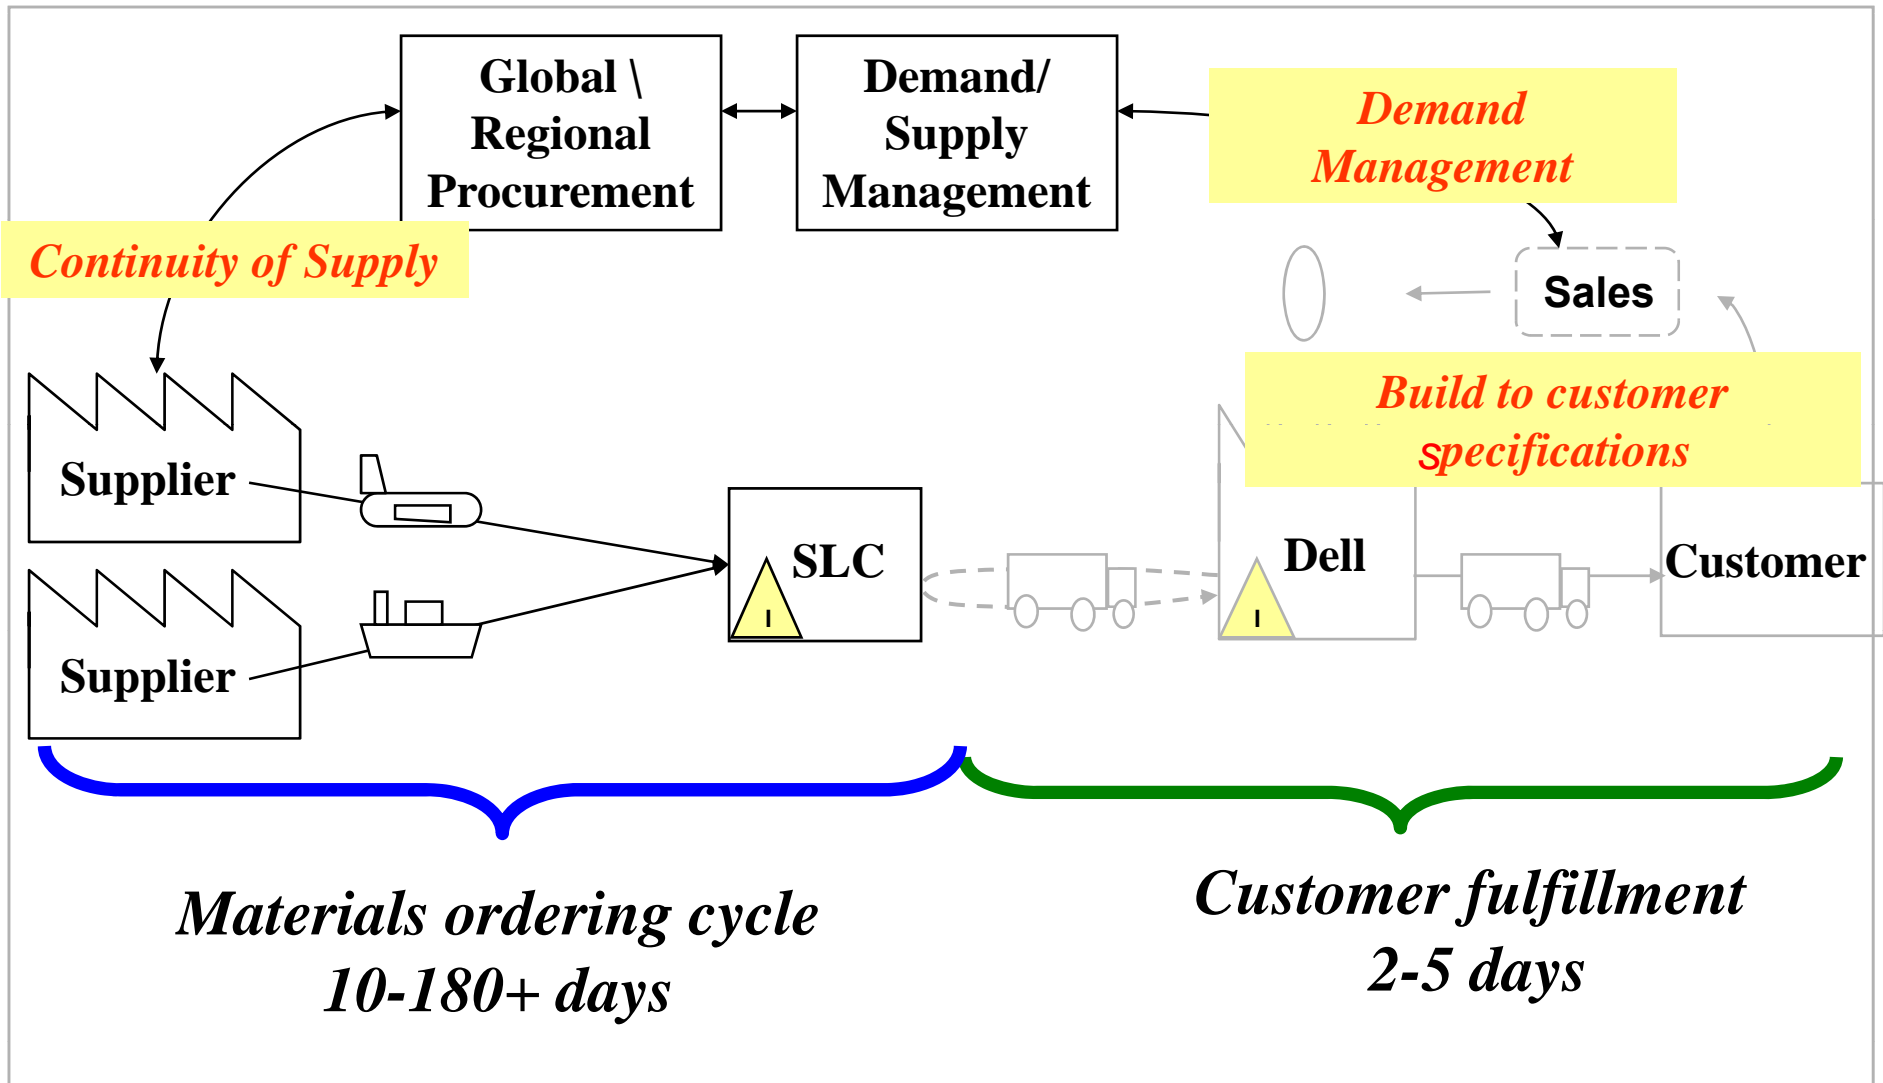 Global \
Regional
Procurement
Demand/
Supply
Management
Demand
Management
Continuity of Supply
Sales
Build to customer
specifications
Supplier
SLC
I
Dell
I
Customer
Supplier
Materials ordering cycle
10-180+ days
Customer fulfillment
2-5 days